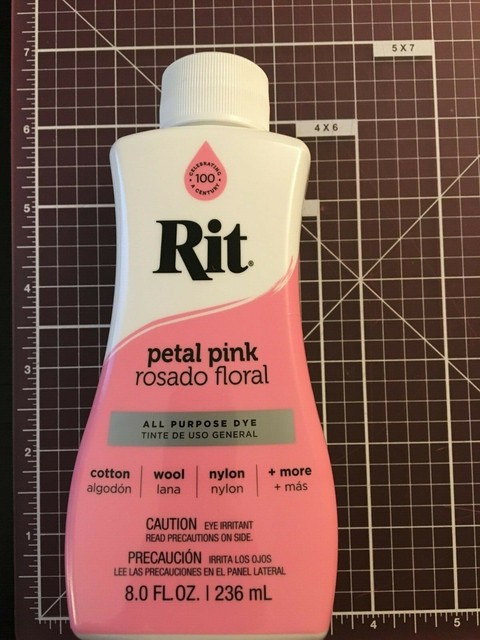 7
5 X 7
6
4 X 6
CELEBRATING
100
A CENTURY
5
Rit®
4
petal pink
rosado floral
3
ALL PURPOSE DYE
TINTE DE USO GENERAL
2
cotton wool nylon + more
algodón lana nylon + más
1
CAUTION EYE IRRITANT
READ PRECAUTIONS ON SIDE.
PRECAUCIÓN IRRITA LOS OJOS
LEE LAS PRECAUCIONES EN EL PANEL LATERAL
8.0 FL.OZ. | 236 mL
4 5